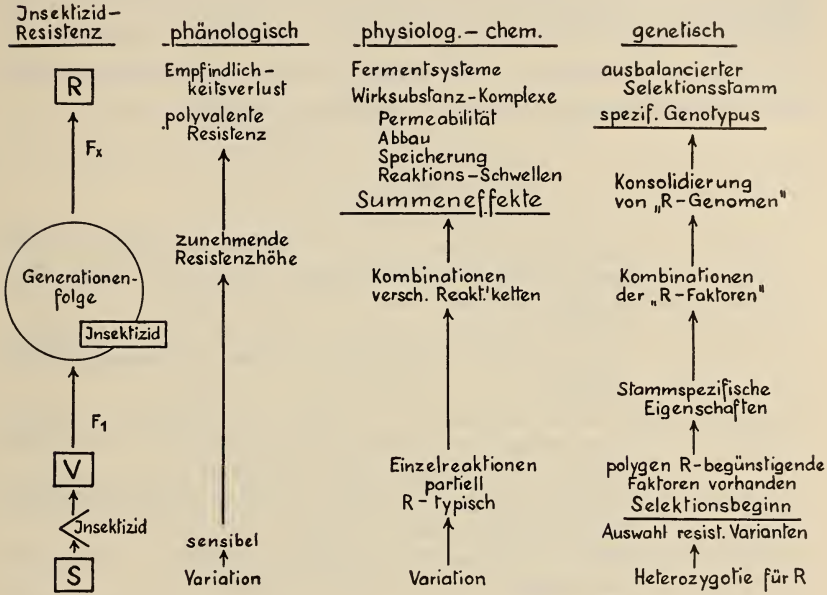 Insektizid-
Resistenz
R
Fx
Generationen-
folge
Insektizid
F1
V
Insektizid
S
phänologisch
Empfindlich-
keitsverlust
polyvalente
Resistenz
zunehmende
Resistenzhöhe
sensibel
Variation
physiolog.- chem.
Fermentsysteme
Wirksubstanz-Komplexe
Permeabilität
Abbau
Speicherung
Reaktions-Schwellen
Summeneffekte
Kombinationen
versch. Reakt.'ketten
Einzelreaktionen
partiell
R-typisch
Variation
genetisch
ausbalancierter
Selektionsstamm
spezif. Genotypus
Konsolidierung
von „R-Genomen"
Kombinationen
der „R-Faktoren"
Stammspezifische
Eigenschaften
polygen R-begünstigende
Faktoren vorhanden
Selektionsbeginn
Auswahl resist. Varianten
Heterozygotie für R